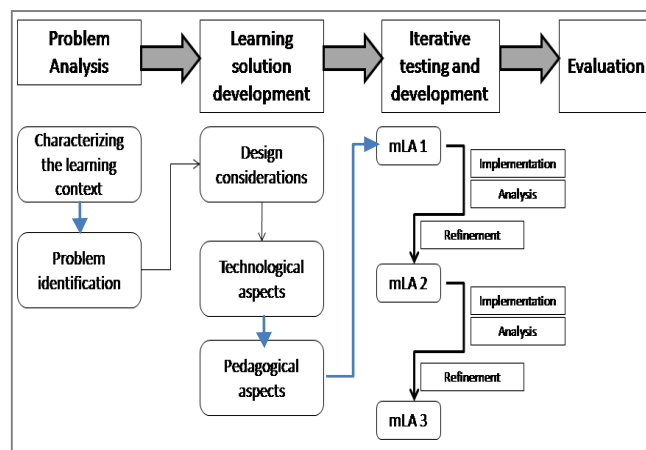 Problem
Analysis
Learning
solution
development
Iterative
testing and
development
Evaluation
Characterizing
the learning
context
Problem
identification
Design
considerations
Technological
aspects
Pedagogical
aspects
mLA 1
Implementation
Analysis
Refinement
mLA 2
Implementation
Analysis
Refinement
mLA 3